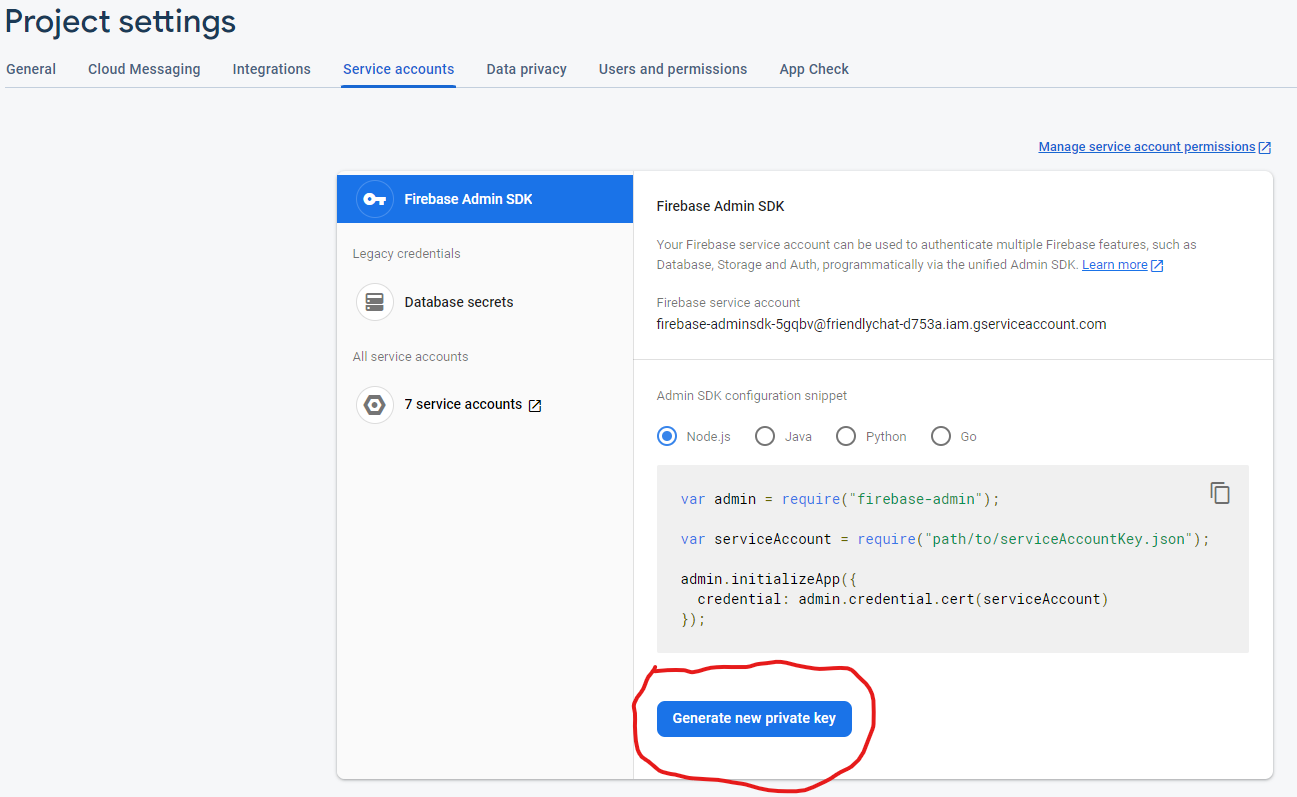 Project settings
General Cloud Messaging Integrations Service accounts Data privacy Users and permissions App Check
Manage service account permissions
Firebase Admin SDK
Legacy credentials
Database secrets
All service accounts
7 service accounts
Firebase Admin SDK
Your Firebase service account can be used to authenticate multiple Firebase features, such as
Database, Storage and Auth, programmatically via the unified Admin SDK. Learn more
Firebase service account
firebase-adminsdk-5gqbv@friendlychat-d753a.iam.gserviceaccount.com
Admin SDK configuration snippet
Node.js Java Python Go
var admin = require("firebase-admin");
var serviceAccount = require("path/to/serviceAccountKey.json");
admin.initializeApp({
  credential: admin.credential.cert(serviceAccount)
});
Generate new private key